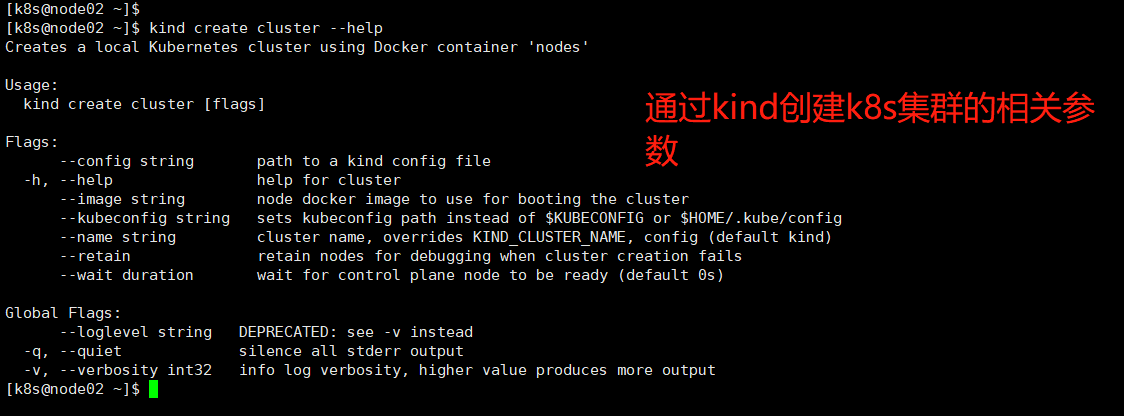 [k8s@node02 ~]$
[k8s@node02 ~]$ kind create cluster --help
Creates a local Kubernetes cluster using Docker container 'nodes'
Usage:
  kind create cluster [flags]
通过kind创建k8s集群的相关参
数
Flags:
      --config string       path to a kind config file
  -h, --help                help for cluster
      --image string        node docker image to use for booting the cluster
      --kubeconfig string   sets kubeconfig path instead of $KUBECONFIG or $HOME/.kube/config
      --name string         cluster name, overrides KIND_CLUSTER_NAME, config (default kind)
      --retain              retain nodes for debugging when cluster creation fails
      --wait duration       wait for control plane node to be ready (default 0s)
Global Flags:
      --loglevel string   DEPRECATED: see -v instead
  -q, --quiet             silence all stderr output
  -v, --verbosity int32   info log verbosity, higher value produces more output
[k8s@node02 ~]$